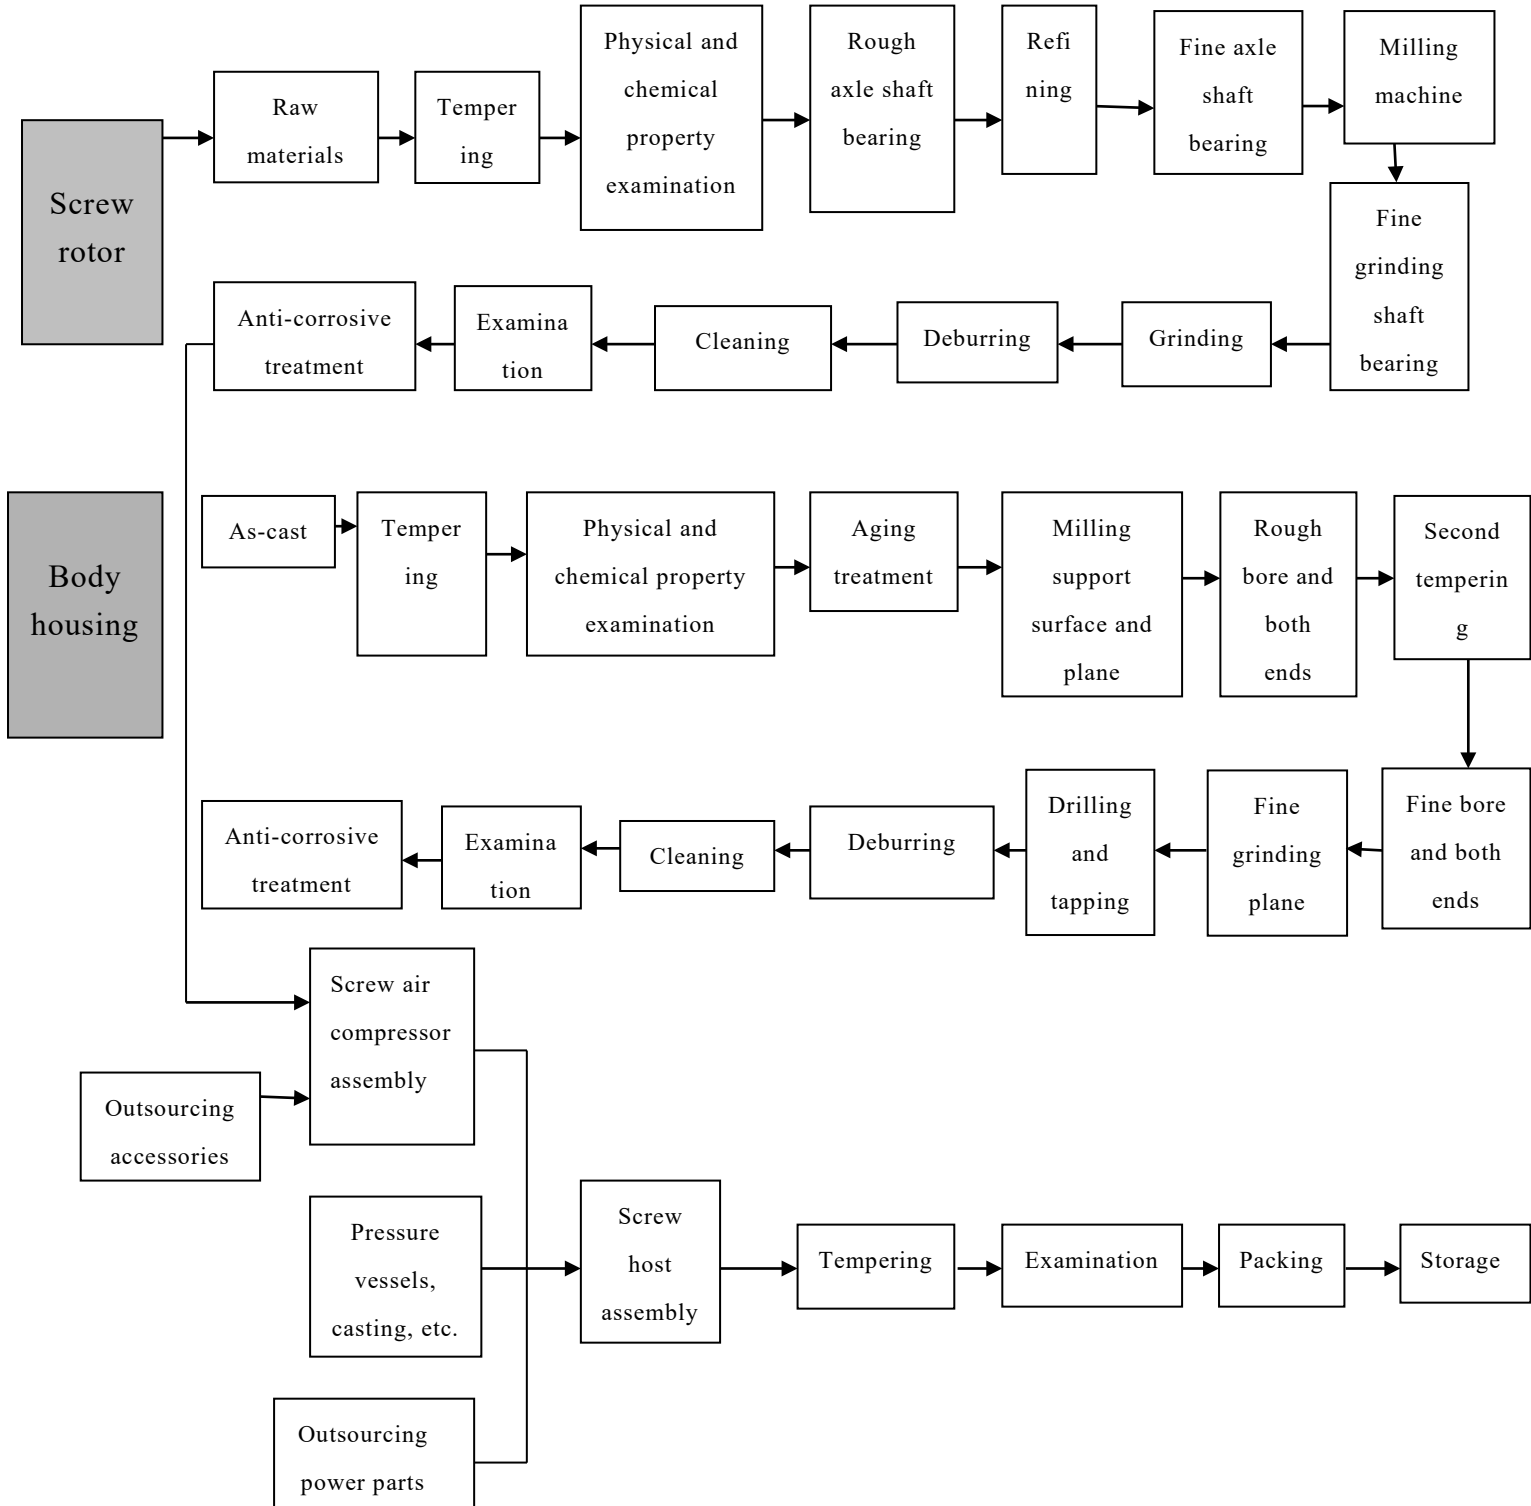 Screw
rotor
Raw
materials
Temper
ing
Physical and
chemical
property
examination
Rough
axle shaft
bearing
Refi
ning
Fine axle
shaft
bearing
Milling
machine
Fine
grinding
shaft
bearing
Grinding
Deburring
Cleaning
Examina
tion
Anti-corrosive
treatment
Body
housing
As-cast
Temper
ing
Physical and
chemical property
examination
Aging
treatment
Milling
support
surface and
plane
Rough
bore and
both
ends
Second
temperin
g
Fine bore
and both
ends
Fine
grinding
plane
Drilling
and
tapping
Deburring
Cleaning
Examina
tion
Anti-corrosive
treatment
Screw air
compressor
assembly
Outsourcing
accessories
Pressure
vessels,
casting, etc.
Outsourcing
power parts
Screw
host
assembly
Tempering
Examination
Packing
Storage